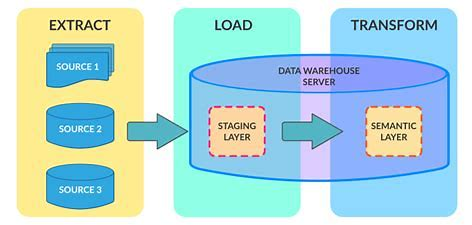 EXTRACT
LOAD
TRANSFORM
SOURCE 1
SOURCE 2
SOURCE 3
DATA WAREHOUSE
SERVER
STAGING
LAYER
SEMANTIC
LAYER